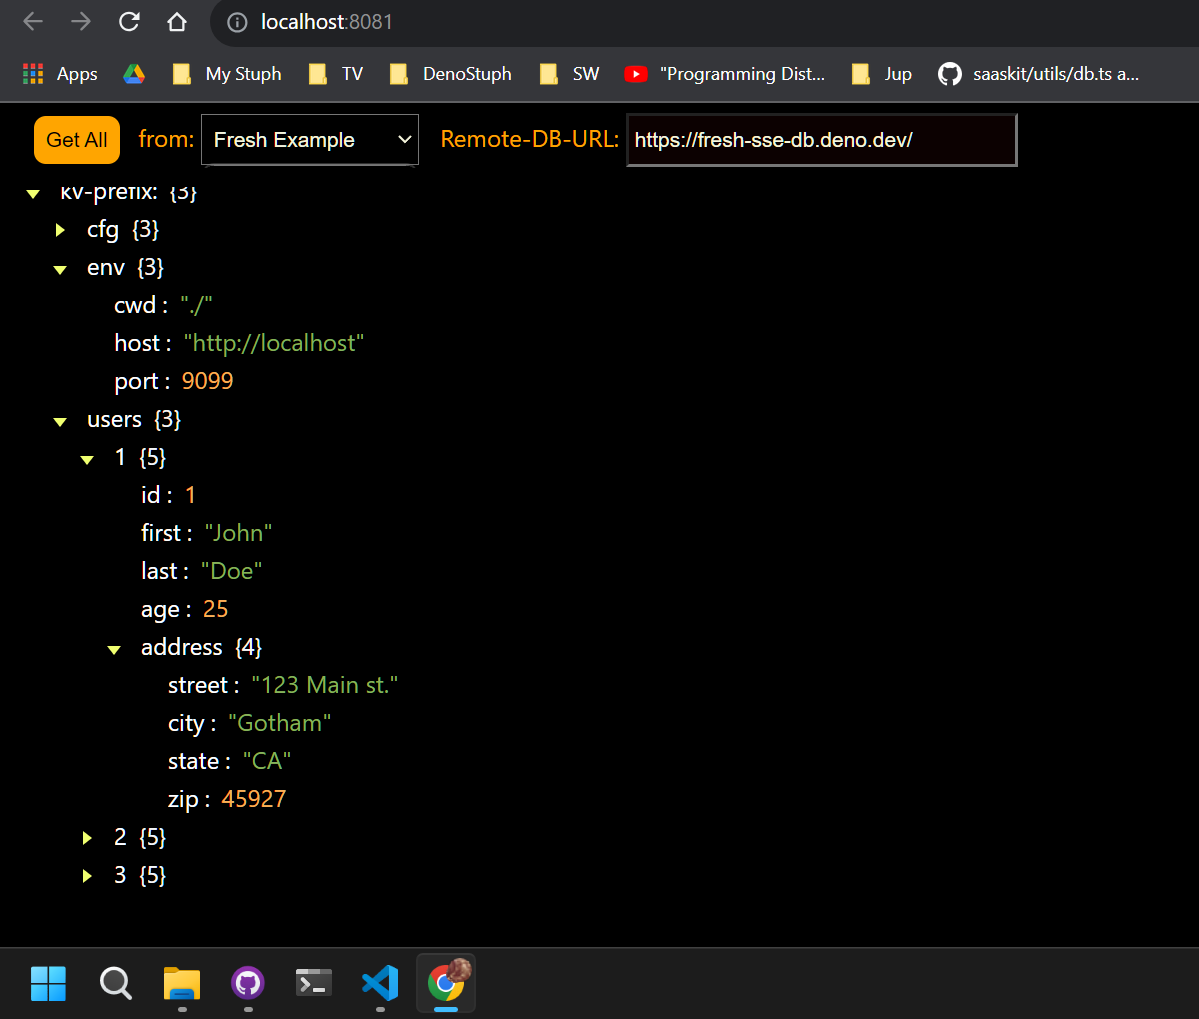 localhost:8081
Apps My Stuph TV DenoStuph SW "Programming Dist... Jup saaskit/utils/db.ts a...
Get All from: Fresh Example Remote-DB-URL: https://fresh-sse-db.deno.dev/
kv-prefix: {3}
cfg {3}
env {3}
cwd : "./"
host : "http://localhost"
port : 9099
users {3}
1 {5}
id : 1
first : "John"
last : "Doe"
age : 25
address {4}
street : "123 Main st."
city : "Gotham"
state : "CA"
zip : 45927
2 {5}
3 {5}